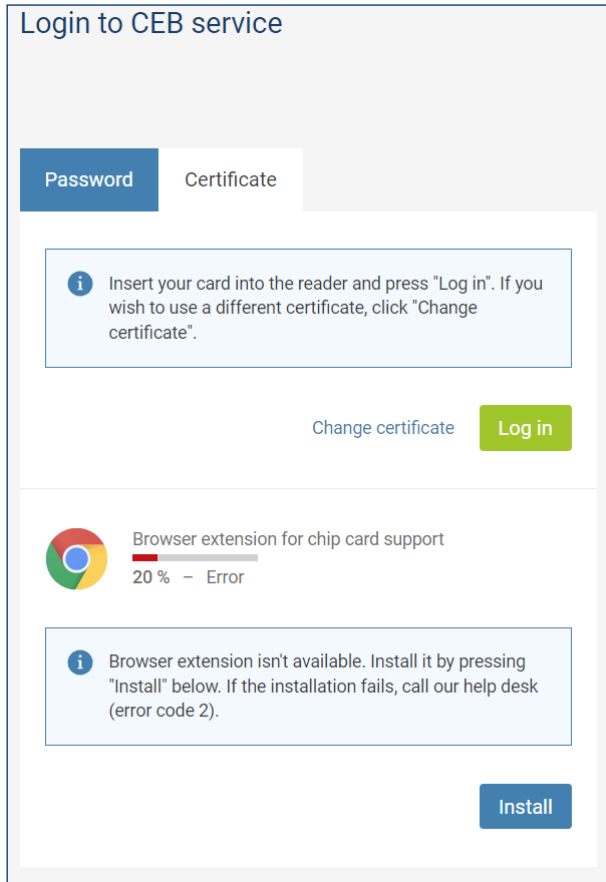 Login to CEB service
Password
Certificate
Insert your card into the reader and press "Log in". If you
wish to use a different certificate, click "Change
certificate".
Change certificate
Log in
Browser extension for chip card support
20 % – Error
Browser extension isn't available. Install it by pressing
"Install" below. If the installation fails, call our help desk
(error code 2).
Install